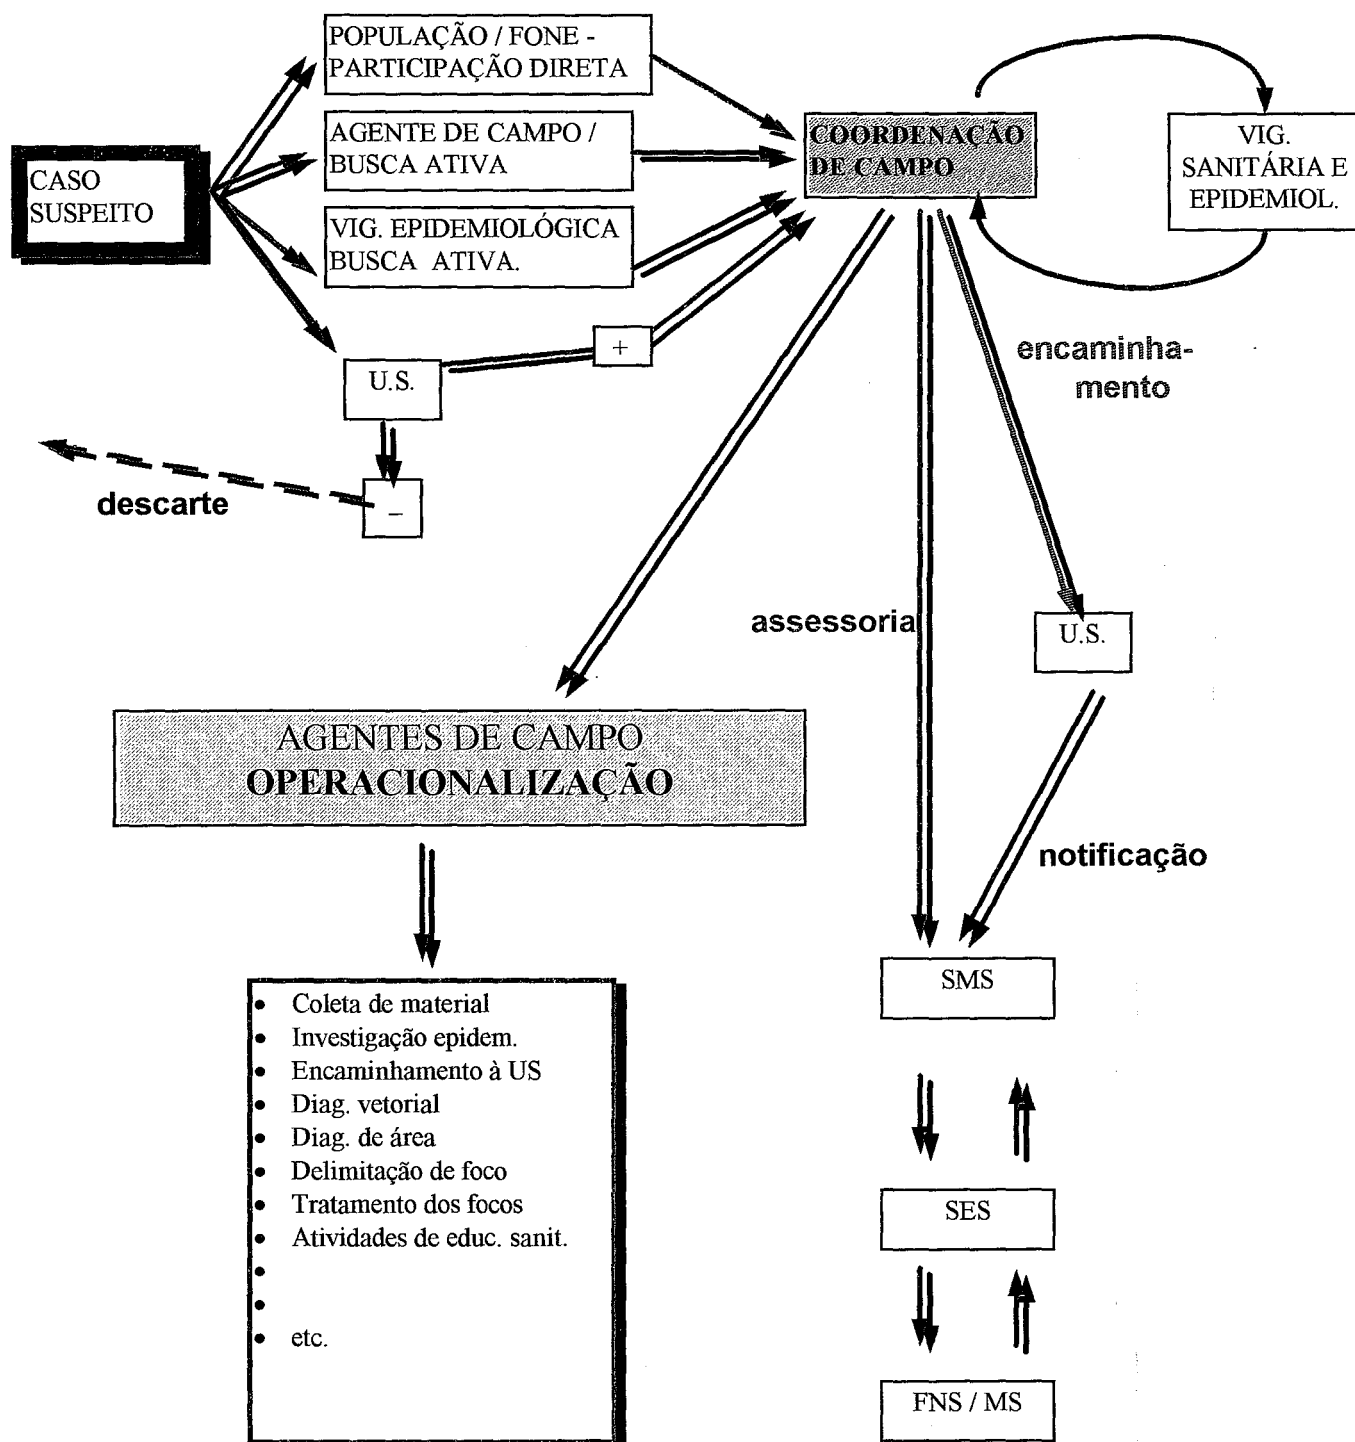 POPULAÇÃO / FONE -
PARTICIPAÇÃO DIRETA
AGENTE DE CAMPO /
BUSCA ATIVA
CASO
SUSPEITO
VIG. EPIDEMIOLÓGICA
BUSCA ATIVA.
COORDENAÇÃO
DE CAMPO
VIG.
SANITÁRIA E
EPIDEMIOL.
+
U.S.
encaminha-
mento
descarte
–
assessoria
U.S.
AGENTES DE CAMPO
OPERACIONALIZAÇÃO
notificação
• Coleta de material
• Investigação epidem.
• Encaminhamento à US
• Diag. vetorial
• Diag. de área
• Delimitação de foco
• Tratamento dos focos
• Atividades de educ. sanit.
•
•
• etc.
SMS
SES
FNS / MS